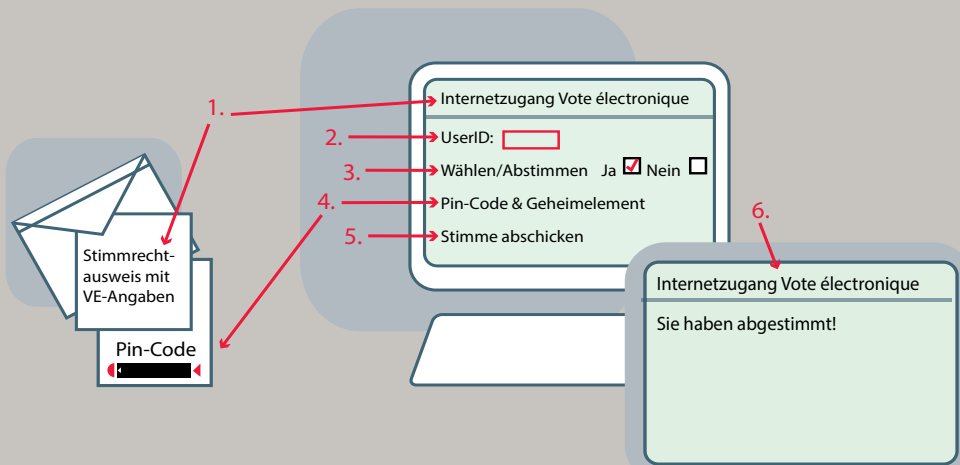 1.
Internetzugang Vote électronique
2.
UserID:
3.
Wählen/Abstimmen Ja Nein
4.
Pin-Code & Geheimelement
5.
Stimme abschicken
Stimmrecht-
ausweis mit
VE-Angaben
Pin-Code
6.
Internetzugang Vote électronique
Sie haben abgestimmt!